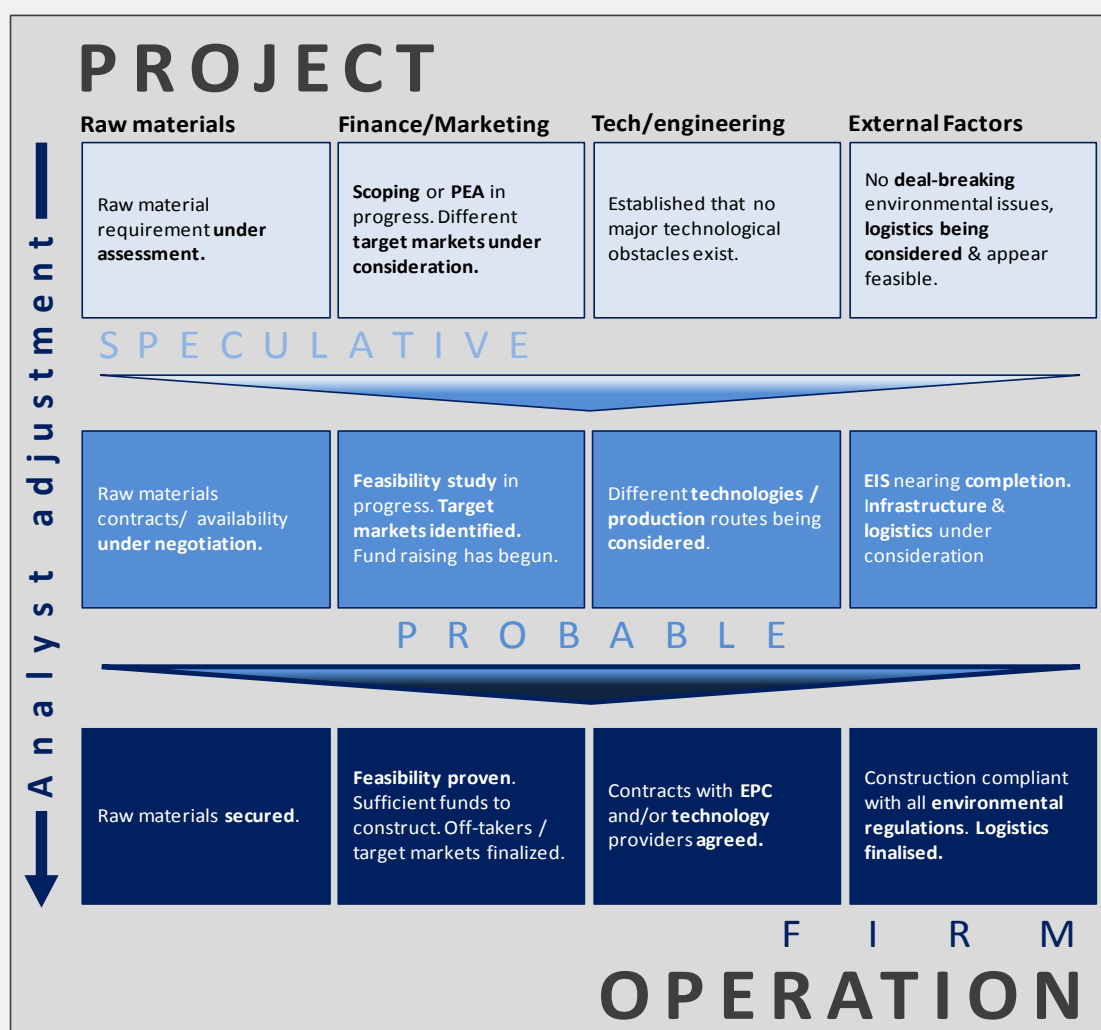 PROJECT
Raw materials
Finance/Marketing
Tech/engineering
External Factors
Analyst adjustment
Raw material
requirement under
assessment.
Scoping or PEA in
progress. Different
target markets under
consideration.
Established that no
major technological
obstacles exist.
No deal-breaking
environmental issues,
logistics being
considered & appear
feasible.
SPECULATIVE
Raw materials
contracts/ availability
under negotiation.
Feasibility study in
progress. Target
markets identified.
Fund raising has begun.
Different technologies /
production routes being
considered.
EIS nearing completion.
Infrastructure &
logistics under
consideration
PROBABLE
Raw materials secured.
Feasibility proven.
Sufficient funds to
construct. Off-takers /
target markets finalized.
Contracts with EPC
and/or technology
providers agreed.
Construction compliant
with all environmental
regulations. Logistics
finalised.
FIRM
OPERATION